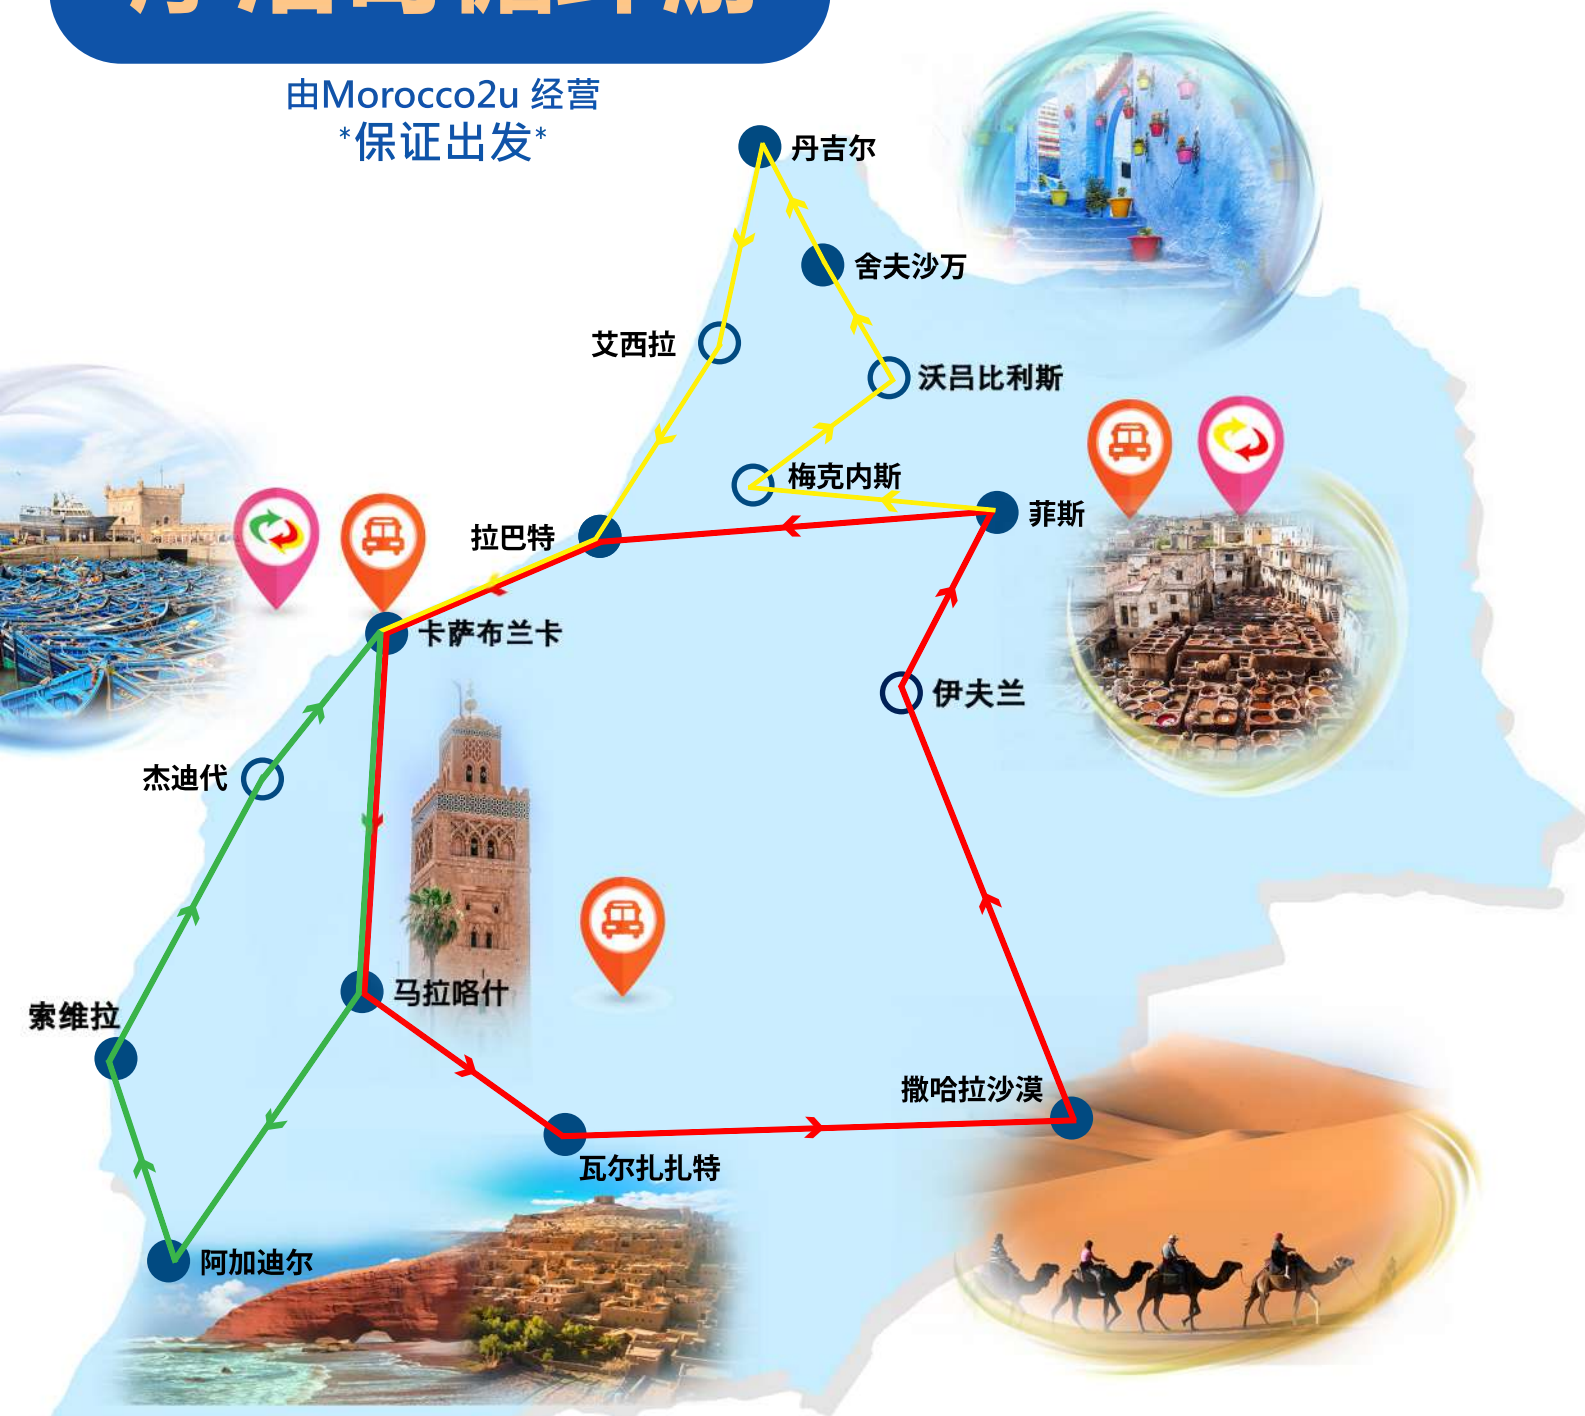 由Morocco2u 经营
*保证出发*
丹吉尔
舍夫沙万
艾西拉
沃吕比利斯
梅克内斯
菲斯
拉巴特
卡萨布兰卡
伊夫兰
杰迪代
马拉喀什
索维拉
撒哈拉沙漠
瓦尔扎扎特
阿加迪尔